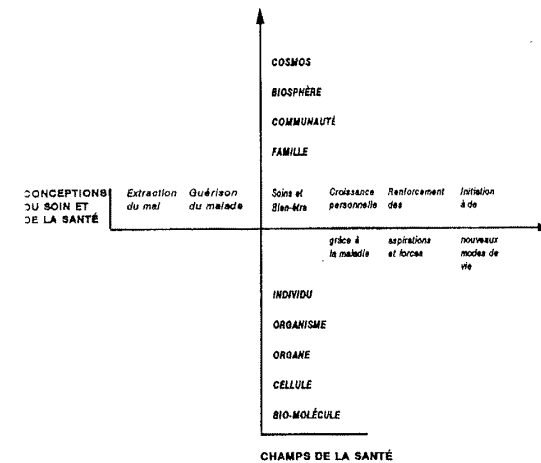 COSMOS
BIOSPHÈRE
COMMUNAUTÉ
FAMILLE
CONCEPTIONS
DU SOIN ET
DE LA SANTÉ
Extraction
du mal
Guérison
du malade
Soins et
Bien-être
Croissance
personnelle
Renforcement
des
Initiation
à de
grâce à
la maladie
aspirations
et forces
nouveaux
modes de
vie
INDIVIDU
ORGANISME
ORGANE
CELLULE
BIO-MOLÉCULE
CHAMPS DE LA SANTÉ